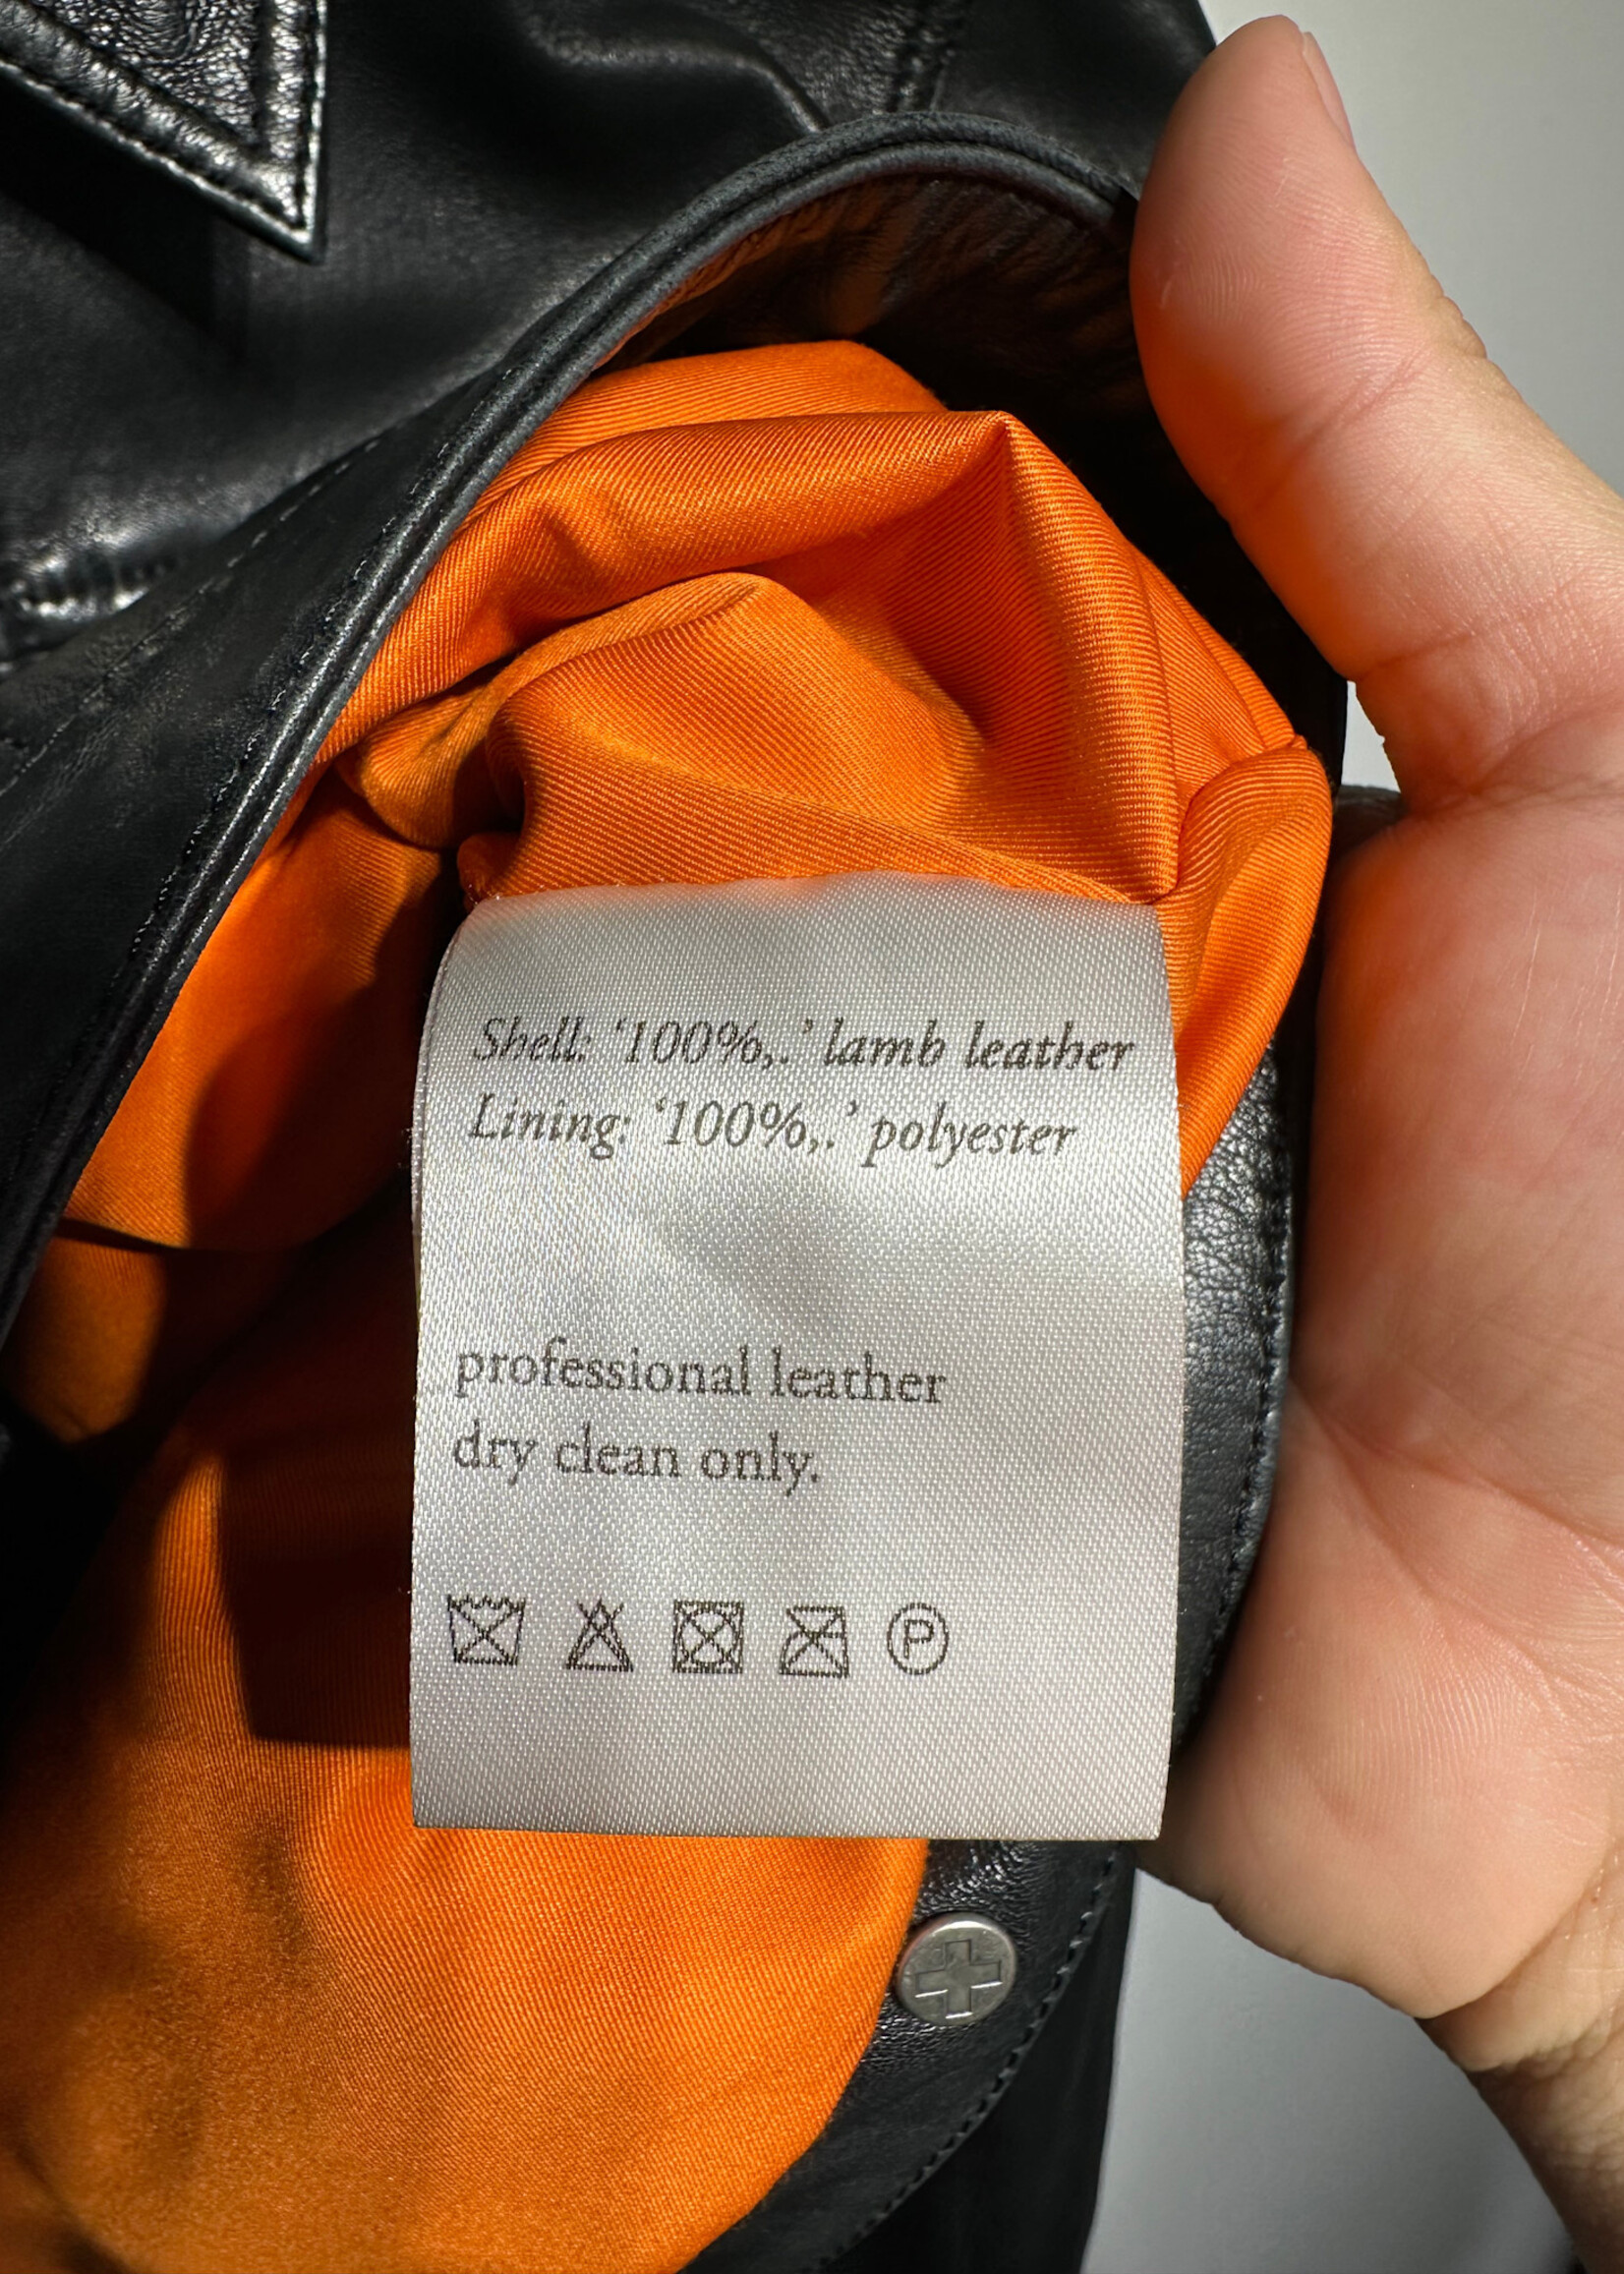 Shell: ‘100%,.’ lamb leather
Lining: ‘100%,.’ polyester
professional leather
dry clean only.
P